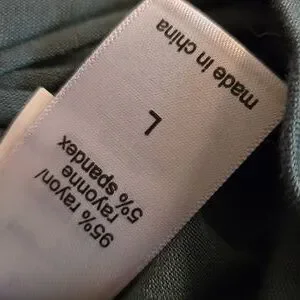 95% rayon/
rayonne
5% spandex
L
made in china